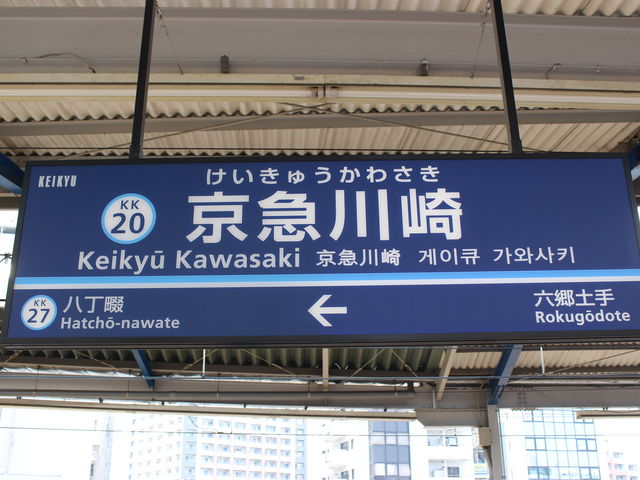 KEIKYU
けいきゅうかわさき
KK
20
京急川崎
Keikyū Kawasaki 京急川崎 게이큐 가와사키
KK
27
八丁畷
Hatchō-nawate
←
六郷土手
Rokugōdote